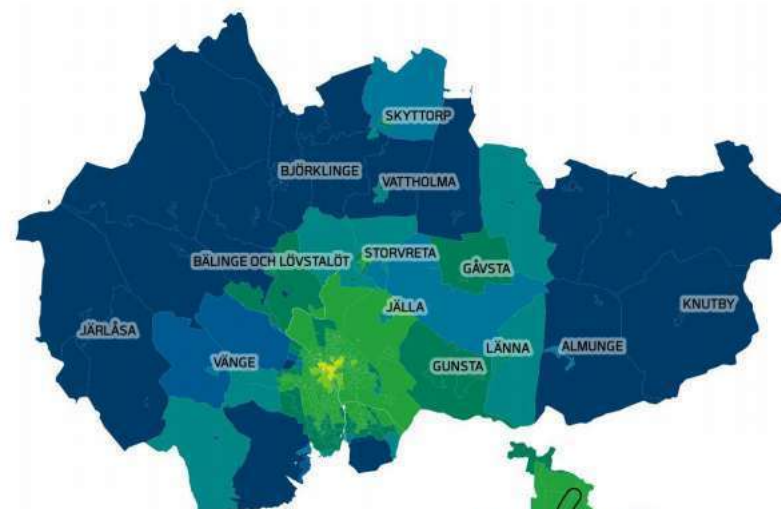 SKYTTORP
BJÖRKLINGE
VATTHOLMA
STORVRETA
BÄLINGE OCH LÖVSTALÖT
GÅVSTA
JÄLLA
KNUTBY
JÄRLÅSA
LÄNNA
ALMUNGE
VÄNGE
GUNSTA